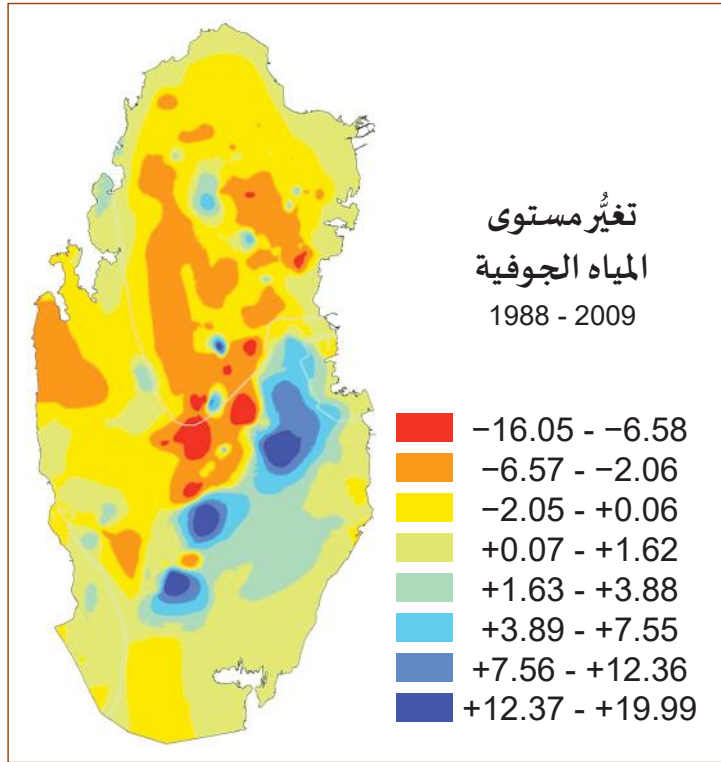 تغيُّر مستوى
المياه الجوفية
1988 - 2009
−16.05 - −6.58
−6.57 - −2.06
−2.05 - +0.06
+0.07 - +1.62
+1.63 - +3.88
+3.89 - +7.55
+7.56 - +12.36
+12.37 - +19.99